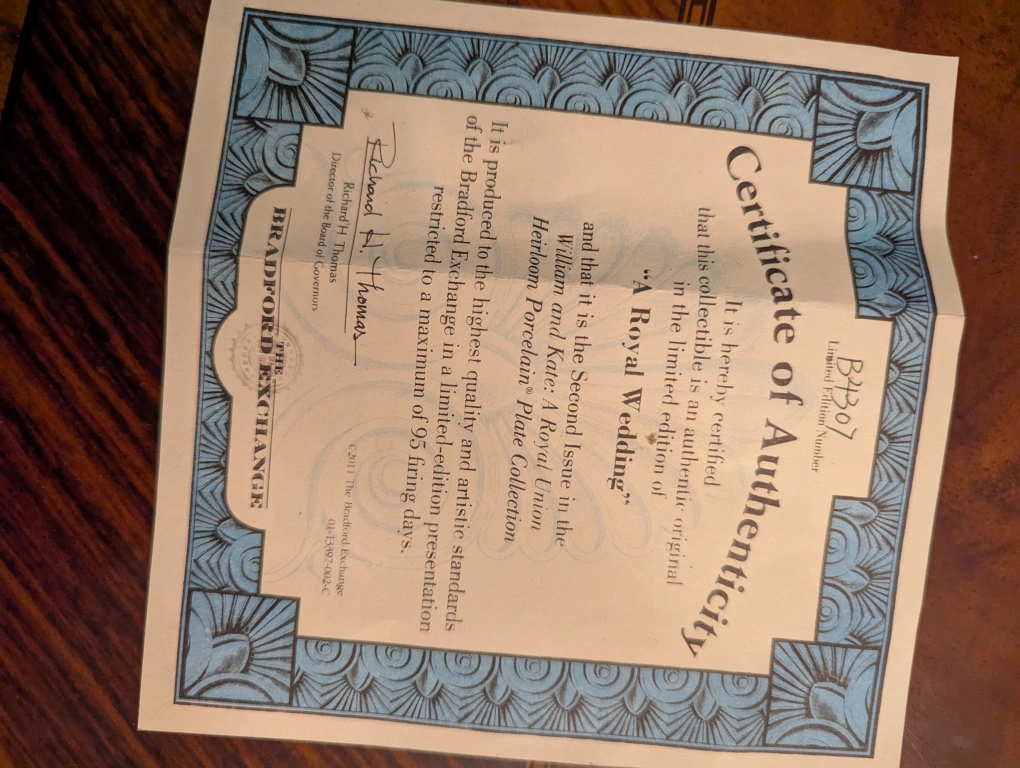 B4307
Limited Edition Number
Certificate of Authenticity
It is hereby certified
that this collectible is an authentic original
in the limited edition of
"A Royal Wedding"
and that it is the Second Issue in the
William and Kate: A Royal Union
Heirloom Porcelain® Plate Collection
It is produced to the highest quality and artistic standards
of the Bradford Exchange in a limited-edition presentation
restricted to a maximum of 95 firing days.
Richard H. Thomas
Richard H. Thomas
Director of the Board of Governors
©2011 The Bradford Exchange
01-13397-002-C
THE
BRADFORD EXCHANGE